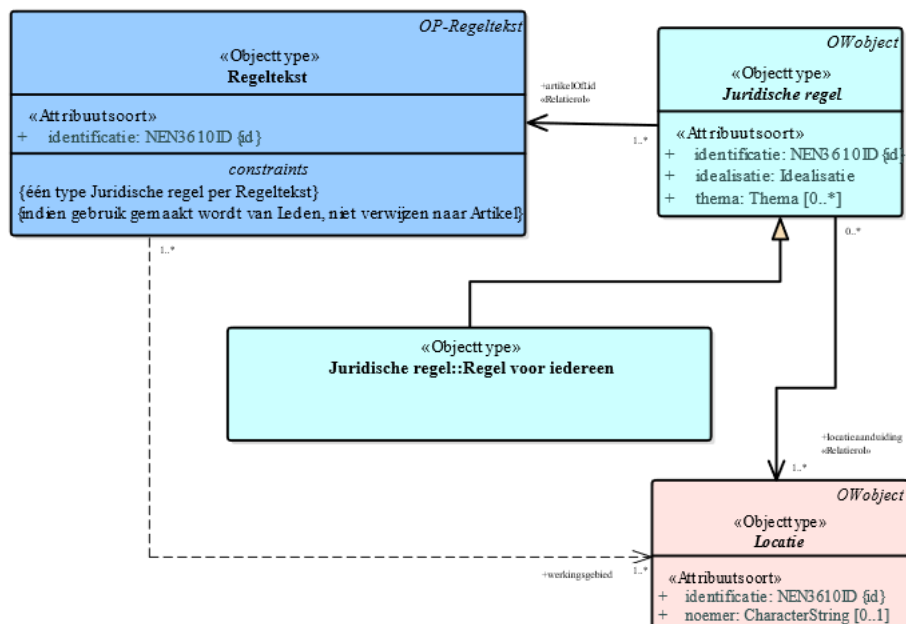 OP-Regeltekst
«Objecttype»
Regeltekst
«Attribuutsoort»
+ identificatie: NEN3610ID {id}
constraints
{één type Juridische regel per Regeltekst}
{indien gebruik gemaakt wordt van Leden, niet verwijzen naar Artikel}
1..*
+artikelOfLid
«Relatierol»
1..*
OWobject
«Objecttype»
Juridische regel
«Attribuutsoort»
+ identificatie: NEN3610ID {id}
+ idealisatie: Idealisatie
+ thema: Thema [0..*]
0..*
«Objecttype»
Juridische regel::Regel voor iedereen
+locatieaanduiding
«Relatierol»
1..*
+werkingsgebied
1..*
OWobject
«Objecttype»
Locatie
«Attribuutsoort»
+ identificatie: NEN3610ID {id}
+ noemer: CharacterString [0..1]